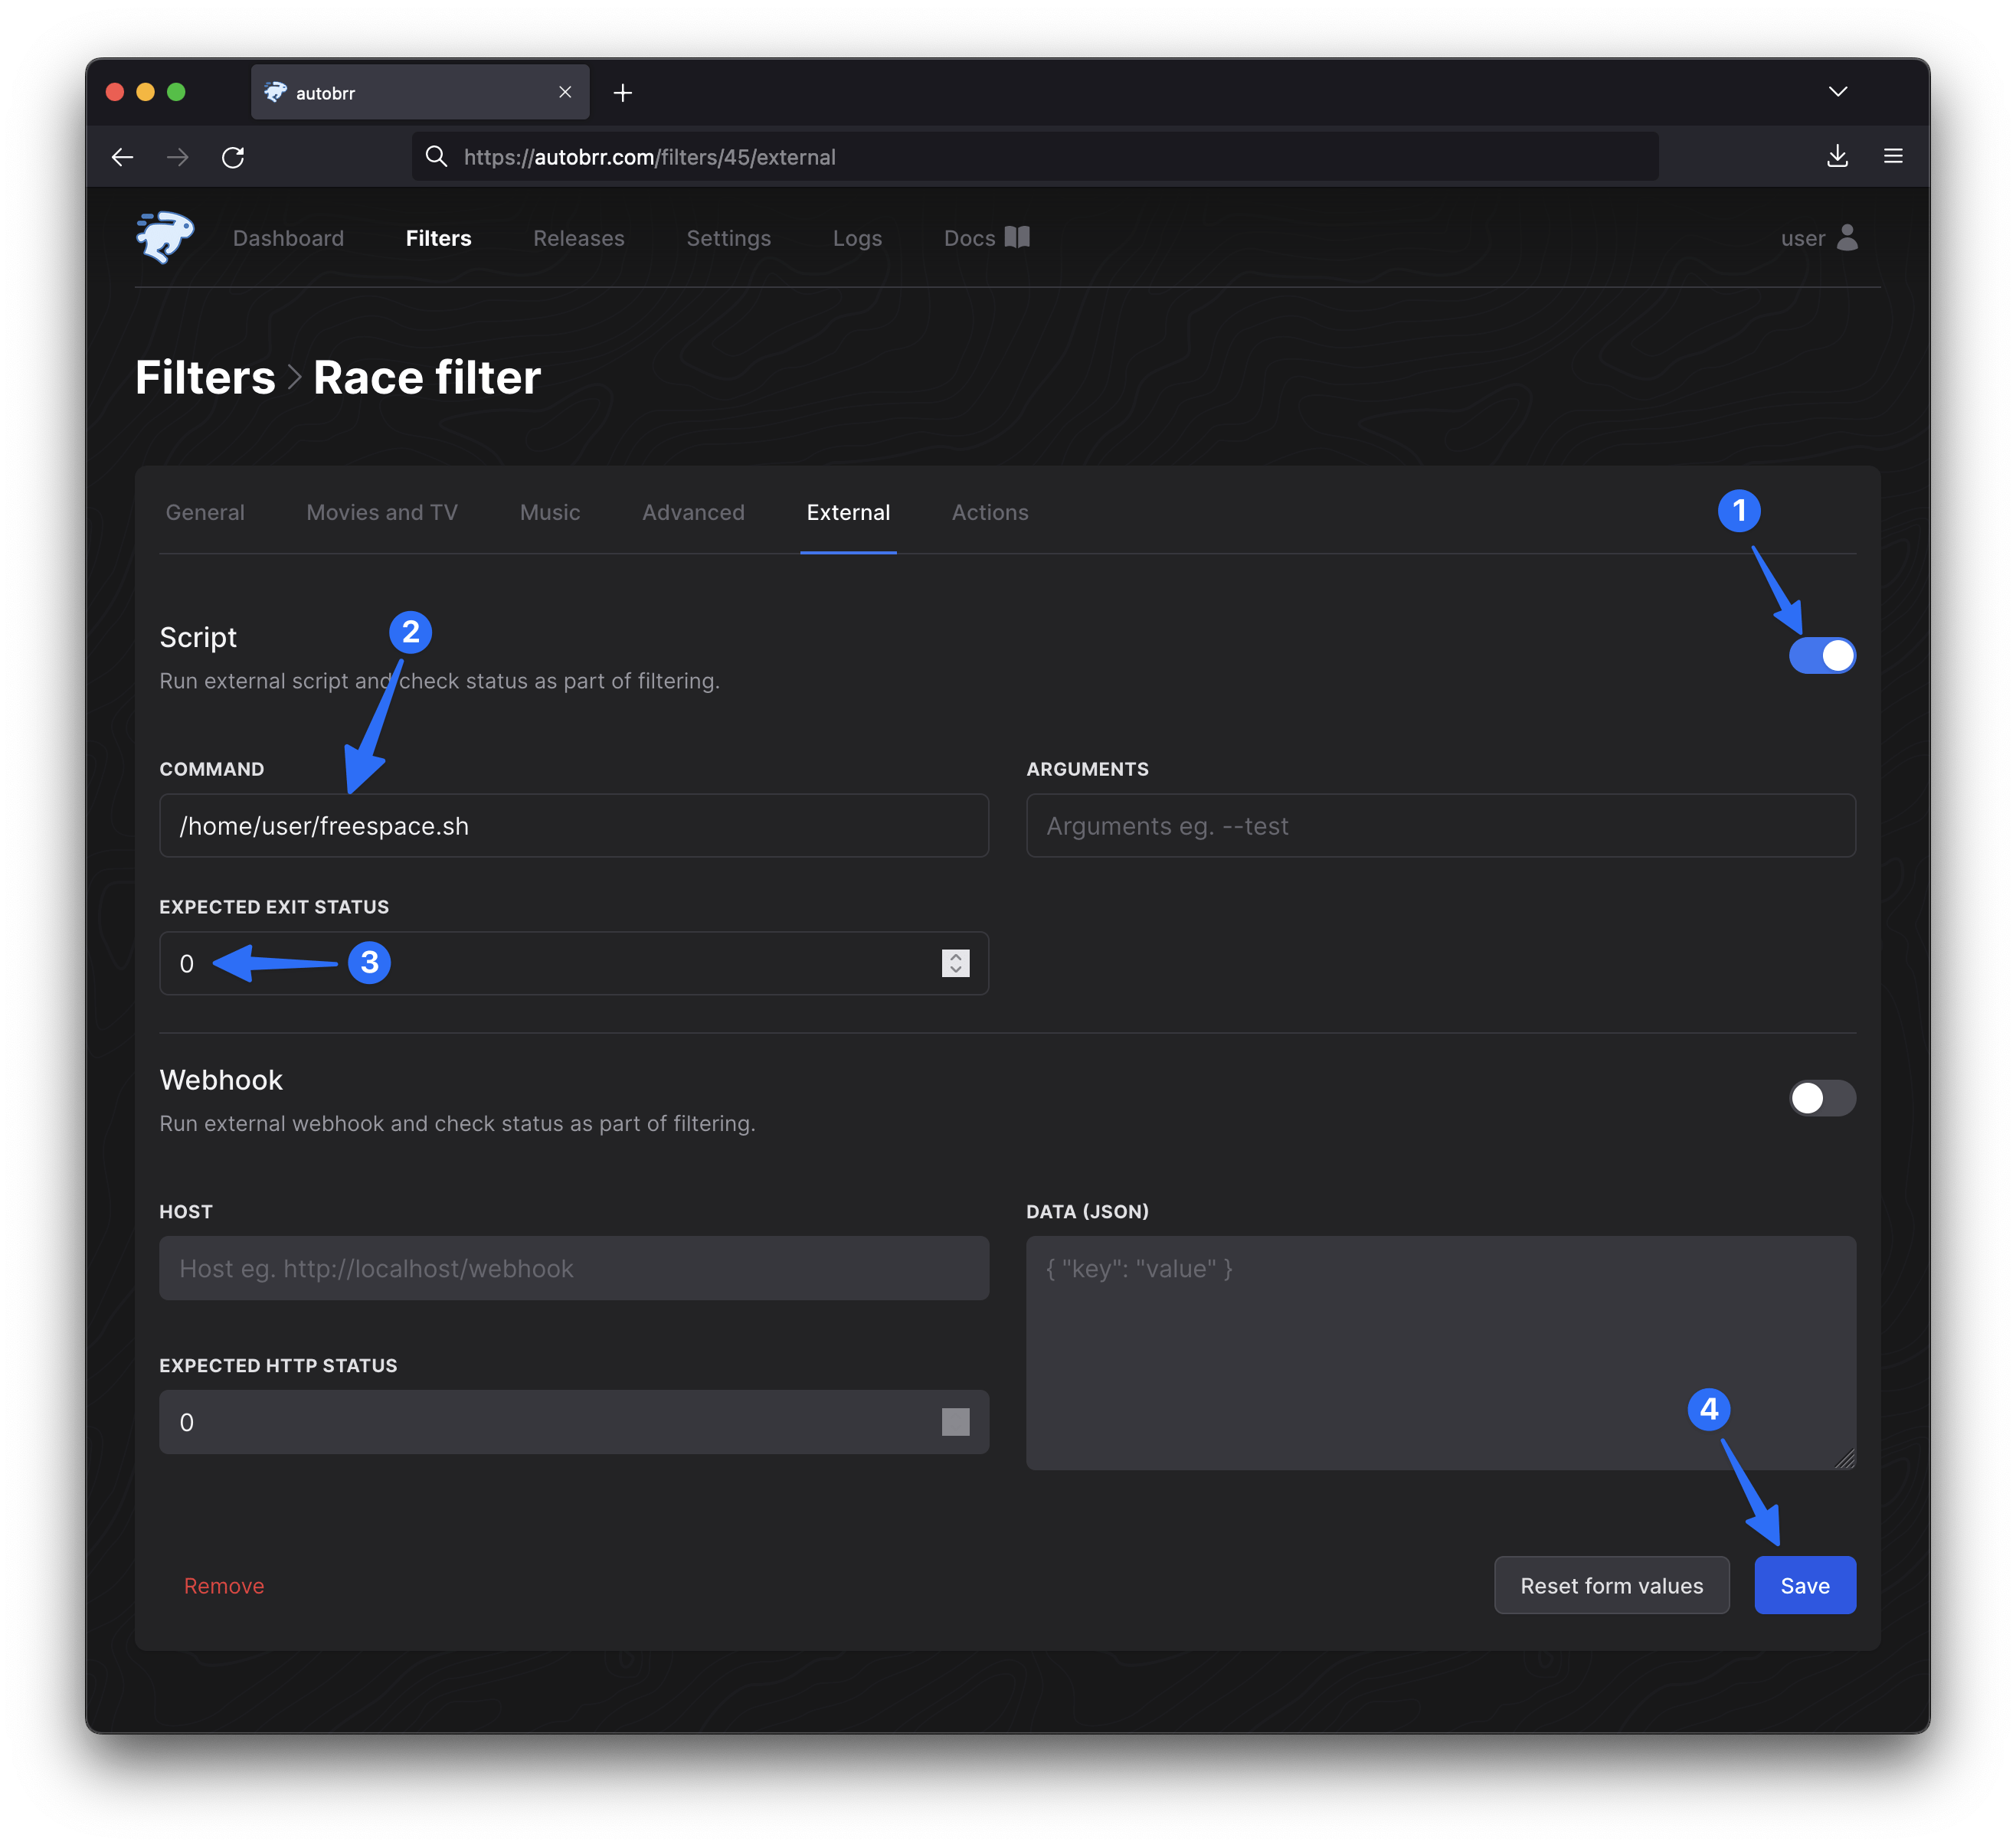 autobrr
https://autobrr.com/filters/45/external
Dashboard Filters Releases Settings Logs Docs user
Filters > Race filter
General Movies and TV Music Advanced External Actions
1
Script
2
Run external script and check status as part of filtering.
COMMAND
/home/user/freespace.sh
ARGUMENTS
Arguments eg. --test
EXPECTED EXIT STATUS
0
3
Webhook
Run external webhook and check status as part of filtering.
HOST
Host eg. http://localhost/webhook
DATA (JSON)
{ "key": "value" }
EXPECTED HTTP STATUS
0
4
Remove
Reset form values
Save